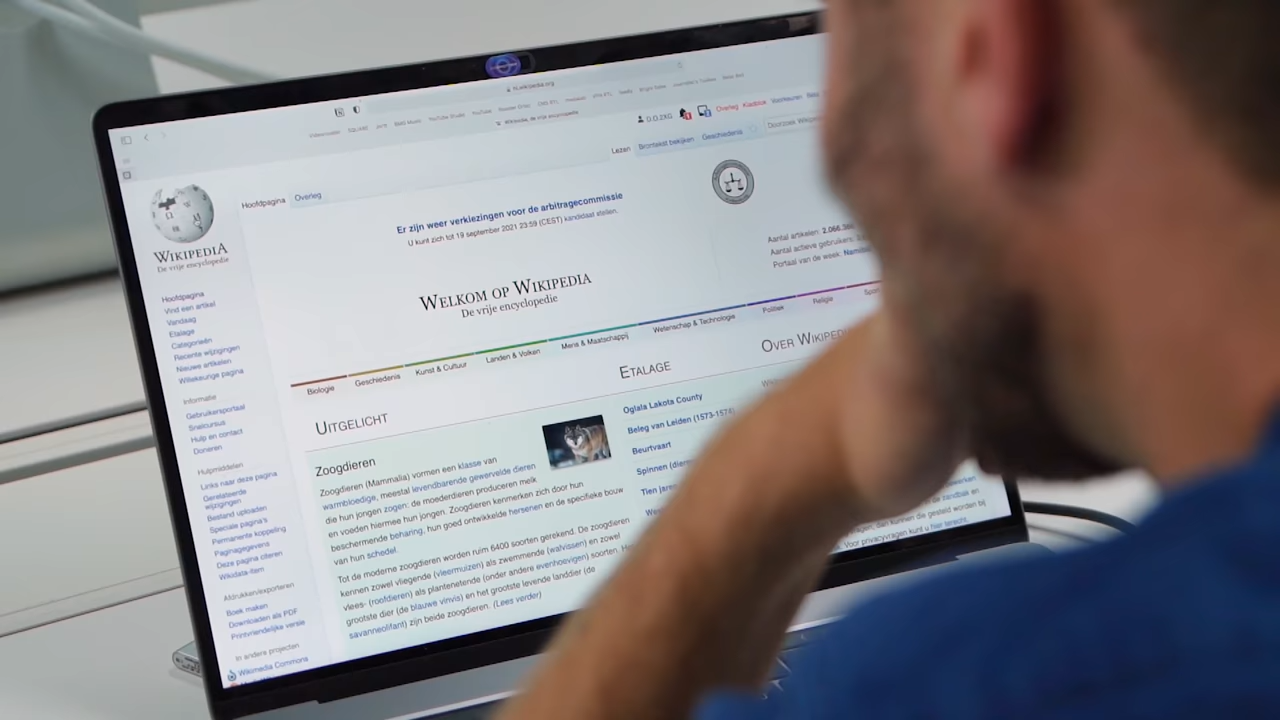 nl.wikipedia.org
YouTube
YouTube Studio
Wikipedia, de vrije encyclopedie
D.O.ZKG
Overleg
Kladblok
Voorkeuren
Lezen
Brontekst bekijken
Geschiedenis
Doorzoek
WIKIPEDIA
De vrije encyclopedie
Hoofdpagina
Overleg
Er zijn weer verkiezingen voor de arbitragecommissie
U kunt zich tot 19 september 2021 23:59 (CEST) kandidaat stellen.
WELKOM OP WIKIPEDIA
De vrije encyclopedie
Aantal artikelen: 2.066.
Aantal actieve gebruikers:
Portaal van de week:
Biologie
Geschiedenis
Kunst & Cultuur
Landen & Volken
Mens & Maatschappij
Wetenschap & Technologie
Politiek
Religie
Hoofdpagina
Vind een artikel
Vandaag
Etalage
Categorieën
Recente wijzigingen
Nieuwe artikelen
Willekeurige pagina
Informatie
Gebruikersportaal
Snelcursus
Hulp en contact
Doneren
Hulpmiddelen
Links naar deze pagina
Gerelateerde
wijzigingen
Bestand uploaden
Speciale pagina's
Permanente koppeling
Paginagegevens
Deze pagina citeren
Wikidata-item
Afdrukken/exporteren
Boek maken
Downloaden als PDF
Printvriendelijke versie
In andere projecten
Wikimedia Commons
UITGELICHT
Zoogdieren
Zoogdieren (Mammalia) vormen een klasse van
warmbloedige, meestal levendbarende gewervelde dieren
die hun jongen zogen: de moederdieren produceren melk
en voeden hiermee hun jongen. Zoogdieren kenmerken zich door hun
beschermende beharing, hun goed ontwikkelde hersenen en de specifieke bouw
van hun schedel.
Tot de moderne zoogdieren worden ruim 6400 soorten gerekend. De zoogdieren
kennen zowel vliegende (vleermuizen) als zwemmende (walvissen) en zowel
vlees- (roofdieren) als plantenetende (onder andere evenhoevigen) soorten.
grootste dier (de blauwe vinvis) en het grootste levende landdier (de
savanneolifant) zijn beide zoogdieren. (Lees verder)
ETALAGE
Oglala Lakota County
Beleg van Leiden (1573-1574)
Beurtvaart
Spinnen
Tien
OVER
kunnen die gesteld worden bij
Voor privacyvragen kunt u hier terecht.